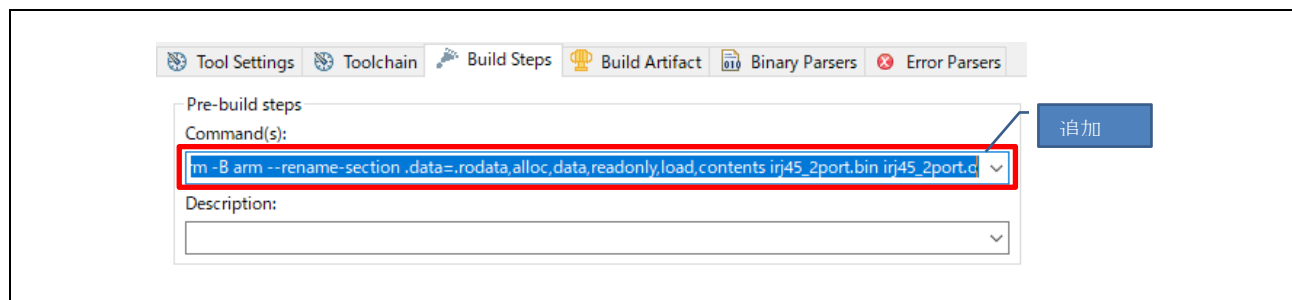 Tool Settings Toolchain Build Steps Build Artifact Binary Parsers Error Parsers
Pre-build steps
Command(s):
追加
rm -B arm --rename-section .data=.rodata,alloc,data,readonly,load,contents irj45_2port.bin irj45_2port.o
Description: